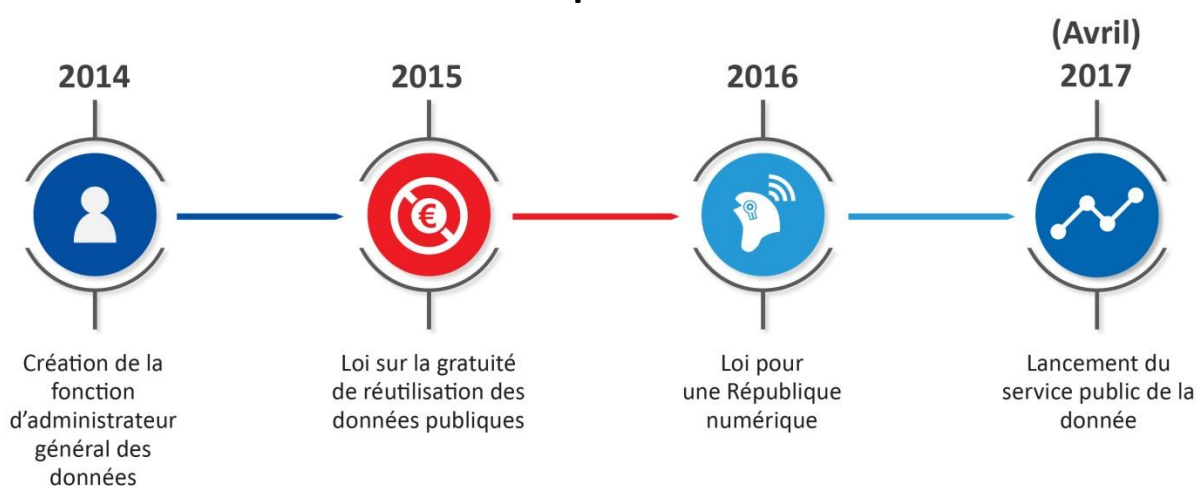 2014
Création de la
fonction
d’administrateur
général des
données
2015
€
Loi sur la gratuité
de réutilisation des
données publiques
2016
Loi pour
une République
numérique
(Avril)
2017
Lancement du
service public de la
donnée